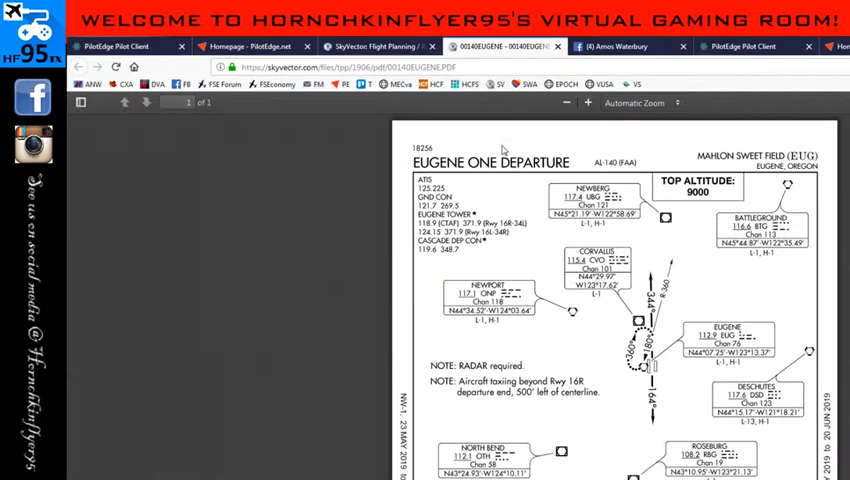 WELCOME TO HORNCHKINFLYER95'S VIRTUAL GAMING ROOM!
HF 95TX
See us on social media @ Hornchkinflyer95
PilotEdge Pilot Client
Homepage - PilotEdge.net
SkyVector: Flight Planning / A
00140EUGENE - 00140EUGENE
(4) Amos Waterbury
PilotEdge Pilot Client
Hom
https://skyvector.com/files/tpp/1906/pdf/00140EUGENE.PDF
ANW CXA DVA FB FSE Forum FSEconomy FM PE T MECva HCF HCFS SV SWA EPOCH VUSA VS
1 of 1
Automatic Zoom
18256
EUGENE ONE DEPARTURE
AL-140 (FAA)
MAHLON SWEET FIELD (EUG)
EUGENE, OREGON
ATIS
125.225
GND CON
121.7 269.5
EUGENE TOWER★
118.9 (CTAF) 371.9 (Rwy 16R-34L)
124.15 371.9 (Rwy 16L-34R)
CASCADE DEP CON★
119.6 348.7
TOP ALTITUDE:
9000
NEWBERG
117.4 UBG
Chan 121
N45°21.19'-W122°58.69'
L-1, H-1
BATTLEGROUND
116.6 BTG
Chan 113
N45°44.87'-W122°35.49'
L-1, H-1
CORVALLIS
115.4 CVO
Chan 101
N44°29.97'
W123°17.62'
L-1
NEWPORT
117.1 ONP
Chan 118
N44°34.52'-W124°03.64'
L-1, H-1
344°
R-360
360°
180°
164°
EUGENE
112.9 EUG
Chan 76
N44°07.25'-W123°13.37'
L-1, H-1
NOTE: RADAR required.
NOTE: Aircraft taxiing beyond Rwy 16R
departure end, 500' left of centerline.
DESCHUTES
117.6 DSD
Chan 123
N44°15.17'-W121°18.21'
L-13, H-1
NORTH BEND
112.1 OTH
Chan 58
N43°24.93'-W124°10.11'
ROSEBURG
108.2 RBG
Chan 19
N43°10.95'-W123°21.13'
NW-1, 23 MAY 2019 to
to 20 JUN 2019